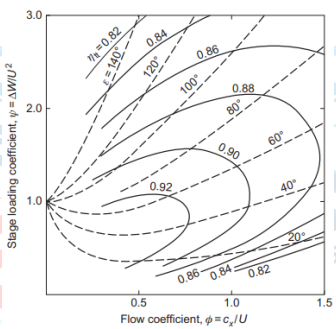 Stage loading coefficient, ψ = ΔW/U²
3.0
2.0
1.0
η_tt = 0.82
0.84
0.86
0.88
0.90
0.92
ε = 140°
120°
100°
80°
60°
40°
20°
0.86 0.84 0.82
0.5 1.0 1.5
Flow coefficient, ϕ = cₓ/U